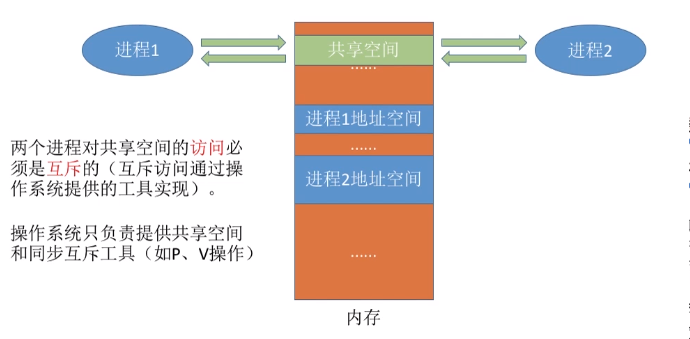 进程1
共享空间
进程2
......
进程1地址空间
......
进程2地址空间
......
内存
两个进程对共享空间的访问必
须是互斥的（互斥访问通过操
作系统提供的工具实现）。
操作系统只负责提供共享空间
和同步互斥工具（如P、V操作）